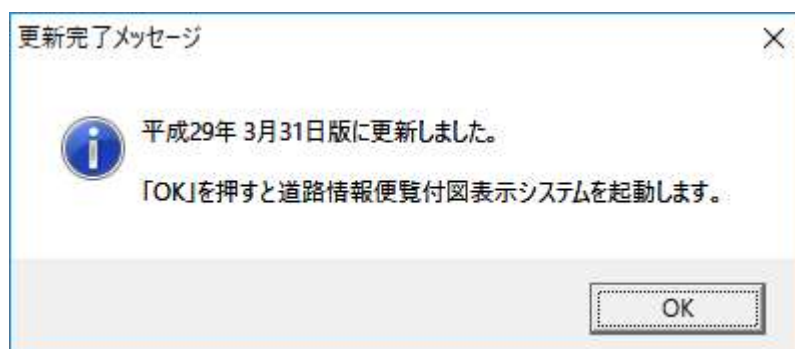 更新完了メッセージ
平成29年 3月31日版に更新しました。
「OK」を押すと道路情報便覧付図表示システムを起動します。
OK